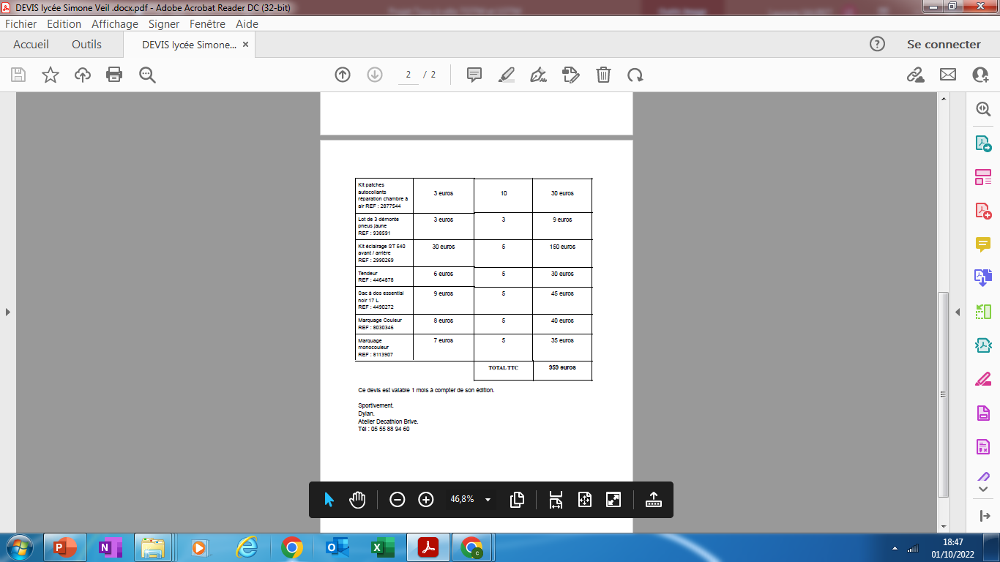 DEVIS lycée Simone Veil .docx.pdf - Adobe Acrobat Reader DC (32-bit)
Fichier Edition Affichage Signer Fenêtre Aide
Accueil Outils DEVIS lycée Simone... × Se connecter
2 / 2
Kit patches
autocollants
réparation chambre à
air REF : 2877544
3 euros 10 30 euros
Lot de 3 démonte
pneus jaune
REF : 938591
3 euros 3 9 euros
Kit éclairage ST 540
avant / arrière
REF : 2990269
30 euros 5 150 euros
Tendeur
REF : 4464878
6 euros 5 30 euros
Sac à dos essential
noir 17 L
REF : 4490272
9 euros 5 45 euros
Marquage Couleur
REF : 8030346
8 euros 5 40 euros
Marquage
monocouleur
REF : 8113907
7 euros 5 35 euros
TOTAL TTC 959 euros
Ce devis est valable 1 mois à compter de son édition.
Sportivement.
Dylan.
Atelier Decathlon Brive.
Tél : 05 55 88 94 60
46,8%
18:47
01/10/2022